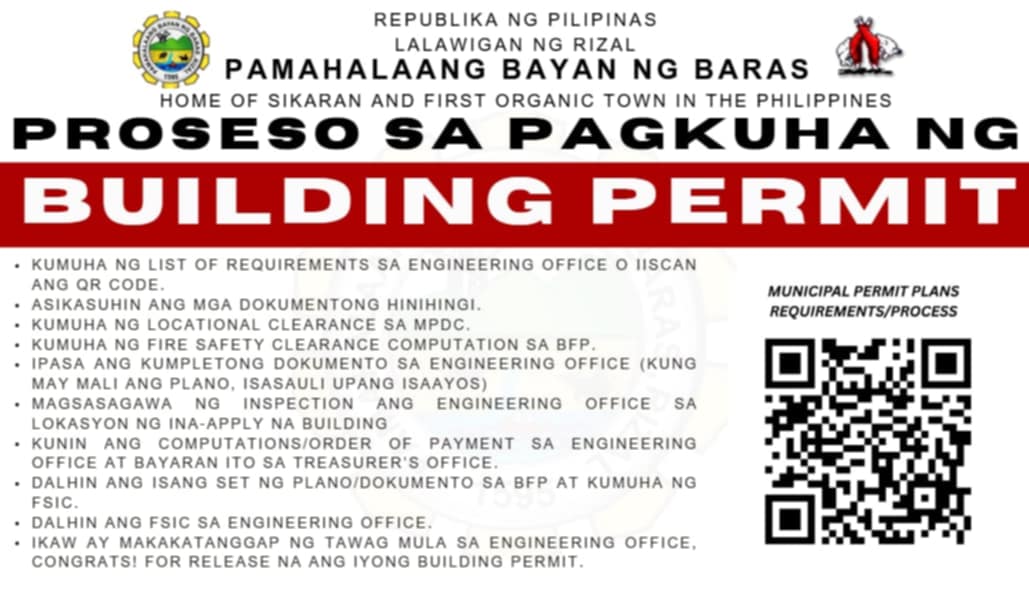 REPUBLIKA NG PILIPINAS
LALAWIGAN NG RIZAL
PAMAHALAANG BAYAN NG BARAS
HOME OF SIKARAN AND FIRST ORGANIC TOWN IN THE PHILIPPINES
PROSESO SA PAGKUHA NG
BUILDING PERMIT
• KUMUHA NG LIST OF REQUIREMENTS SA ENGINEERING OFFICE O IISCAN
ANG QR CODE.
• ASIKASUHIN ANG MGA DOKUMENTONG HINIHINGI.
• KUMUHA NG LOCATIONAL CLEARANCE SA MPDC.
• KUMUHA NG FIRE SAFETY CLEARANCE COMPUTATION SA BFP.
• IPASA ANG KUMPLETONG DOKUMENTO SA ENGINEERING OFFICE (KUNG
MAY MALI ANG PLANO, ISASAULI UPANG ISAAYOS)
• MAGSASAGAWA NG INSPECTION ANG ENGINEERING OFFICE SA
LOKASYON NG INA-APPLY NA BUILDING
• KUNIN ANG COMPUTATIONS/ORDER OF PAYMENT SA ENGINEERING
OFFICE AT BAYARAN ITO SA TREASURER'S OFFICE.
• DALHIN ANG ISANG SET NG PLANO/DOKUMENTO SA BFP AT KUMUHA NG
FSIC.
• DALHIN ANG FSIC SA ENGINEERING OFFICE.
• IKAW AY MAKAKATANGGAP NG TAWAG MULA SA ENGINEERING OFFICE,
CONGRATS! FOR RELEASE NA ANG IYONG BUILDING PERMIT.
MUNICIPAL PERMIT PLANS
REQUIREMENTS/PROCESS
1595